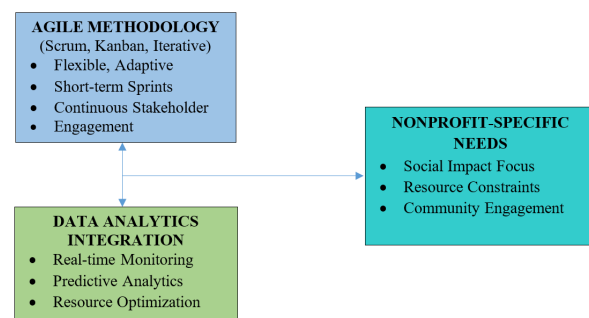 AGILE METHODOLOGY
(Scrum, Kanban, Iterative)
• Flexible, Adaptive
• Short-term Sprints
• Continuous Stakeholder
• Engagement
NONPROFIT-SPECIFIC
NEEDS
• Social Impact Focus
• Resource Constraints
• Community Engagement
DATA ANALYTICS
INTEGRATION
• Real-time Monitoring
• Predictive Analytics
• Resource Optimization